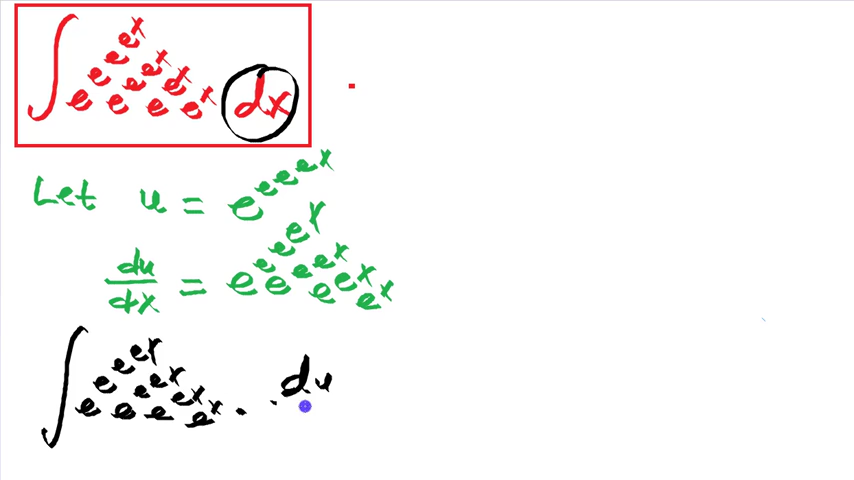 ∫ e^{e^{e^{e^x}}} e^{e^{e^x}} e^{e^x} e^x dx
Let u = e^{e^{e^{e^x}}}
du/dx = e^{e^{e^{e^x}}} e^{e^{e^x}} e^{e^x} e^x
∫ e^{e^{e^{e^x}}} e^{e^{e^x}} e^{e^x} e^x . . du